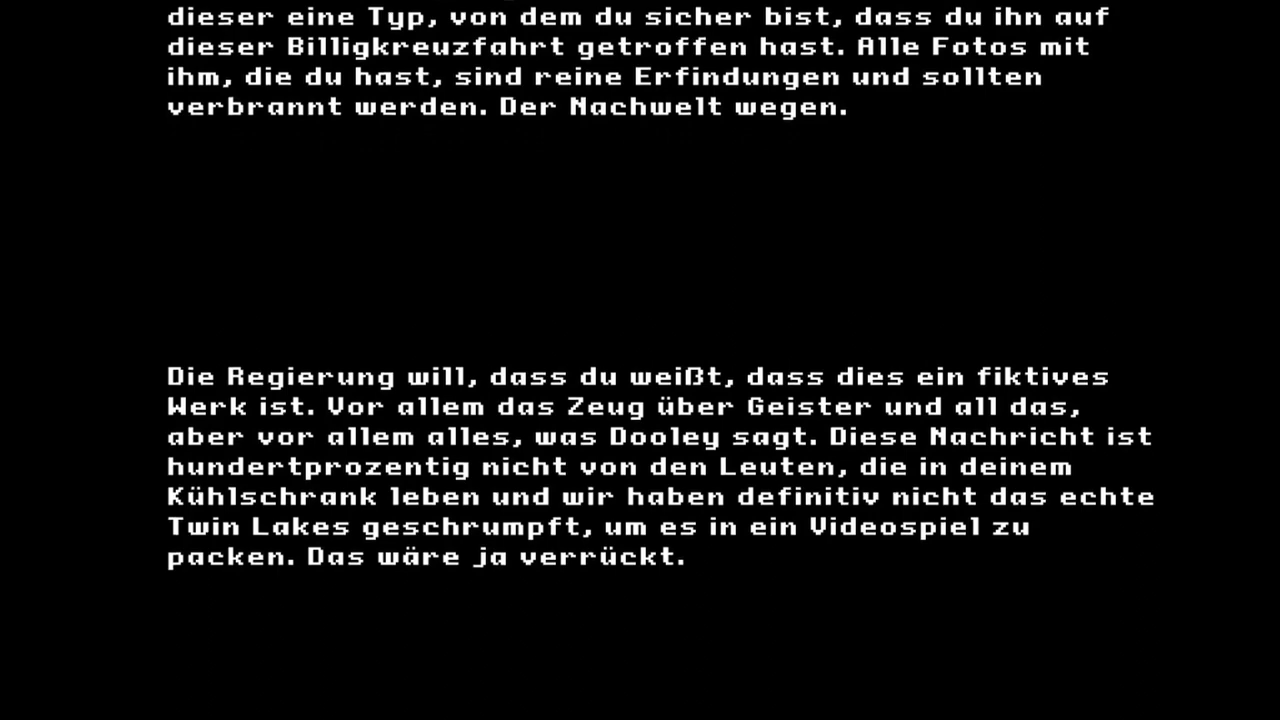 dieser eine Typ, von dem du sicher bist, dass du ihn auf
dieser Billigkreuzfahrt getroffen hast. Alle Fotos mit
ihm, die du hast, sind reine Erfindungen und sollten
verbrannt werden. Der Nachwelt wegen.
Die Regierung will, dass du weißt, dass dies ein fiktives
Werk ist. Vor allem das Zeug über Geister und all das,
aber vor allem alles, was Dooley sagt. Diese Nachricht ist
hundertprozentig nicht von den Leuten, die in deinem
Kühlschrank leben und wir haben definitiv nicht das echte
Twin Lakes geschrumpft, um es in ein Videospiel zu
packen. Das wäre ja verrückt.